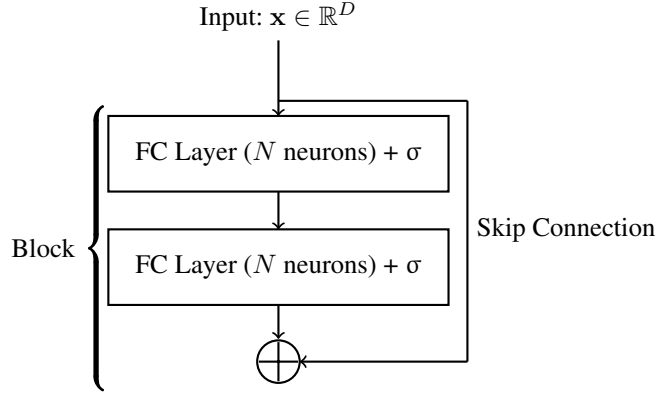 Input: x ∈ ℝ^D
FC Layer (N neurons) + σ
Skip Connection
Block
FC Layer (N neurons) + σ